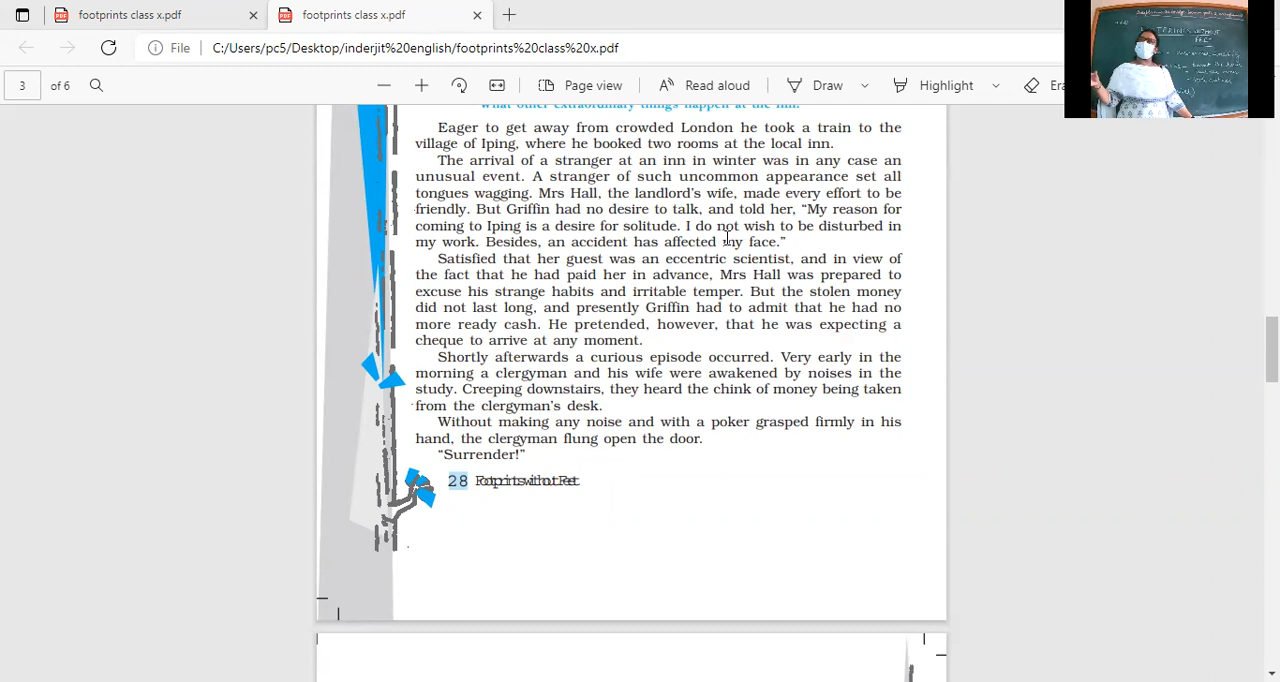 footprints class x.pdf
footprints class x.pdf
File
C:/Users/pc5/Desktop/inderjit%20english/footprints%20class%20x.pdf
3 of 6
Page view
Read aloud
Draw
Highlight
What other extraordinary things happen at the inn?
Eager to get away from crowded London he took a train to the
village of Iping, where he booked two rooms at the local inn.
The arrival of a stranger at an inn in winter was in any case an
unusual event. A stranger of such uncommon appearance set all
tongues wagging. Mrs Hall, the landlord’s wife, made every effort to be
friendly. But Griffin had no desire to talk, and told her, “My reason for
coming to Iping is a desire for solitude. I do not wish to be disturbed in
my work. Besides, an accident has affected my face.”
Satisfied that her guest was an eccentric scientist, and in view of
the fact that he had paid her in advance, Mrs Hall was prepared to
excuse his strange habits and irritable temper. But the stolen money
did not last long, and presently Griffin had to admit that he had no
more ready cash. He pretended, however, that he was expecting a
cheque to arrive at any moment.
Shortly afterwards a curious episode occurred. Very early in the
morning a clergyman and his wife were awakened by noises in the
study. Creeping downstairs, they heard the chink of money being taken
from the clergyman’s desk.
Without making any noise and with a poker grasped firmly in his
hand, the clergyman flung open the door.
“Surrender!”
28